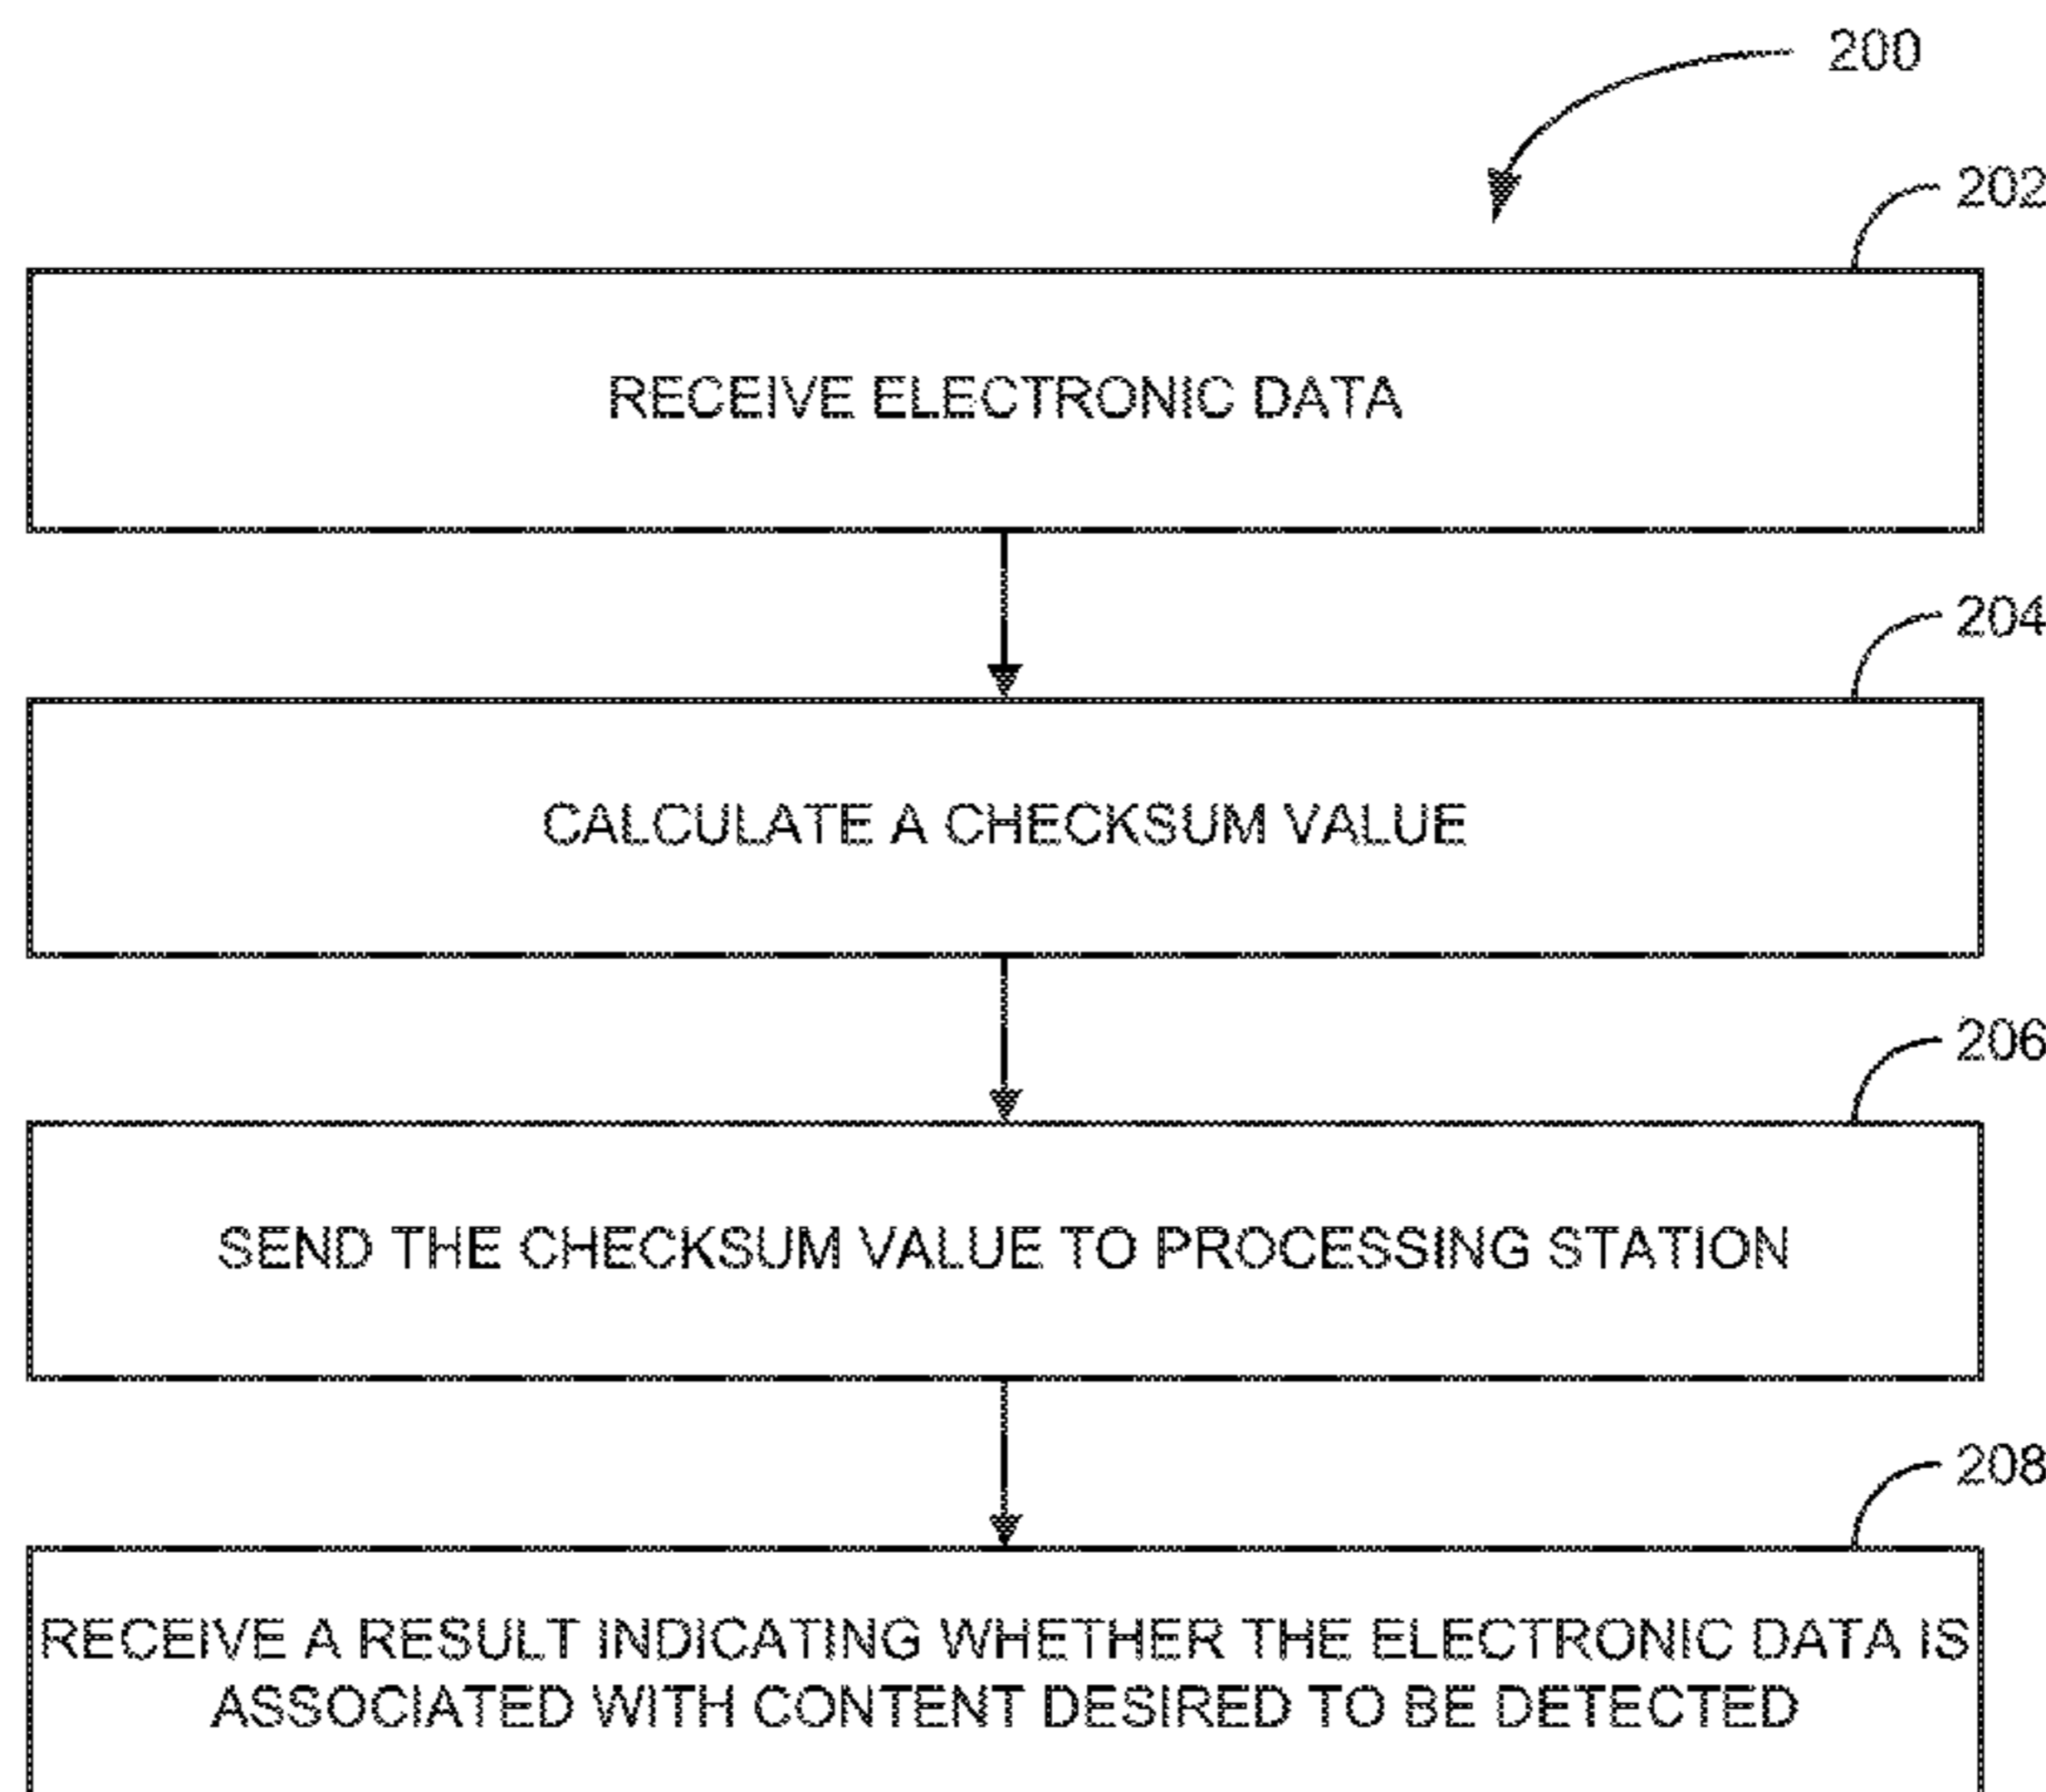 200
202
RECEIVE ELECTRONIC DATA
204
CALCULATE A CHECKSUM VALUE
206
SEND THE CHECKSUM VALUE TO PROCESSING STATION
208
RECEIVE A RESULT INDICATING WHETHER THE ELECTRONIC DATA IS
ASSOCIATED WITH CONTENT DESIRED TO BE DETECTED